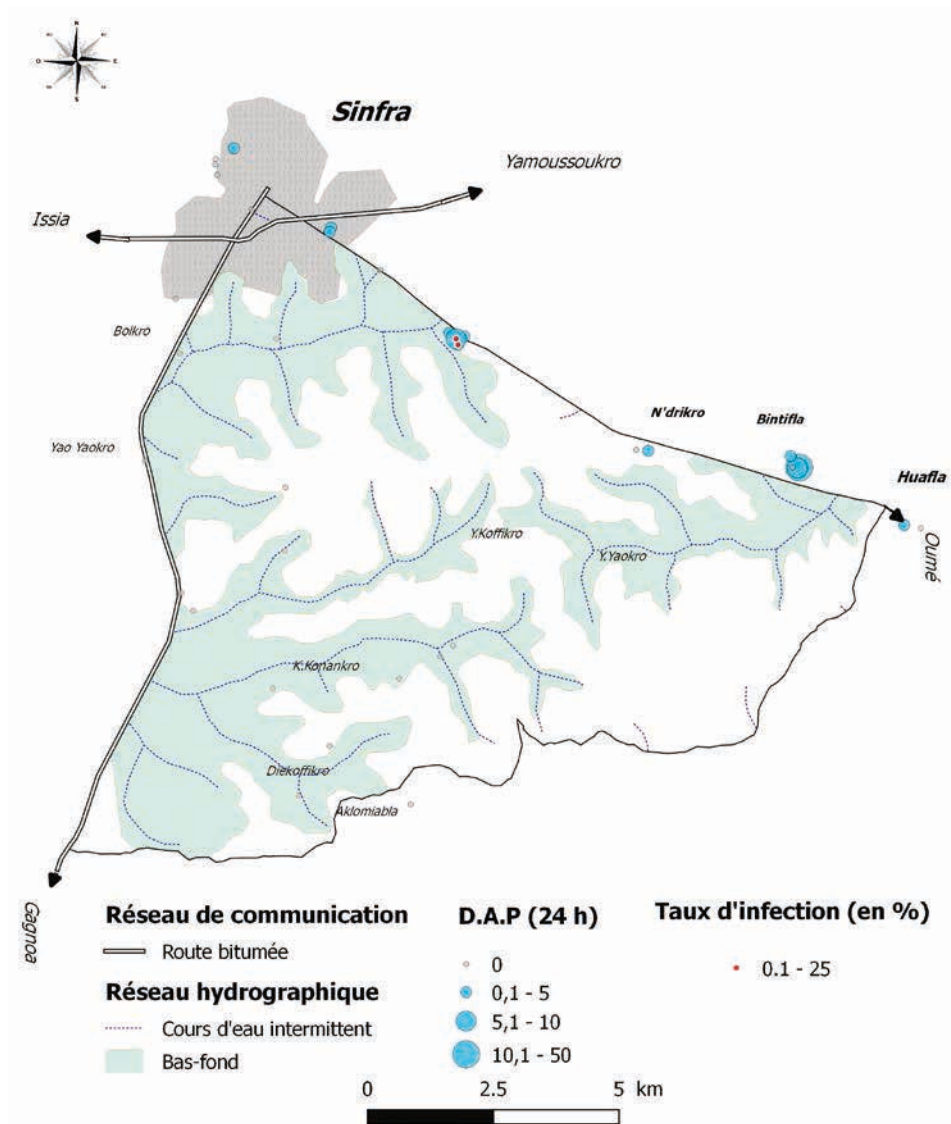 N
O
E
S
Sinfra
Yamoussoukro
Issia
Boikro
N'drikro
Bintifla
Yao Yaokro
Huafla
Y.Koffikro
Y.Yaokro
Oumé
K.Konankro
Diekoffikro
Aklomiabla
Gagnoa
Réseau de communication
Route bitumée
Réseau hydrographique
Cours d'eau intermittent
Bas-fond
D.A.P (24 h)
0
0,1 - 5
5,1 - 10
10,1 - 50
Taux d'infection (en %)
0.1 - 25
0 2.5 5 km